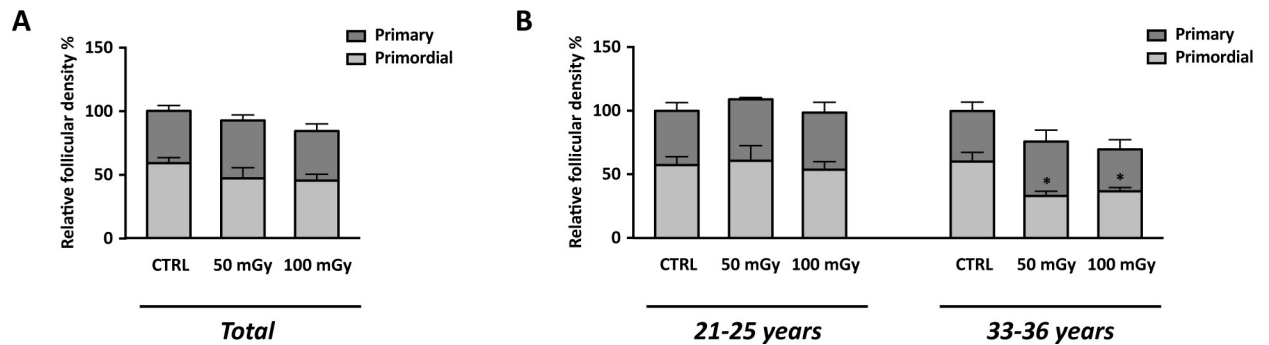 A
Relative follicular density %
150
100
50
0
Primary
Primordial
CTRL 50 mGy 100 mGy
Total
B
Relative follicular density %
150
100
50
0
Primary
Primordial
* *
CTRL 50 mGy 100 mGy CTRL 50 mGy 100 mGy
21-25 years 33-36 years